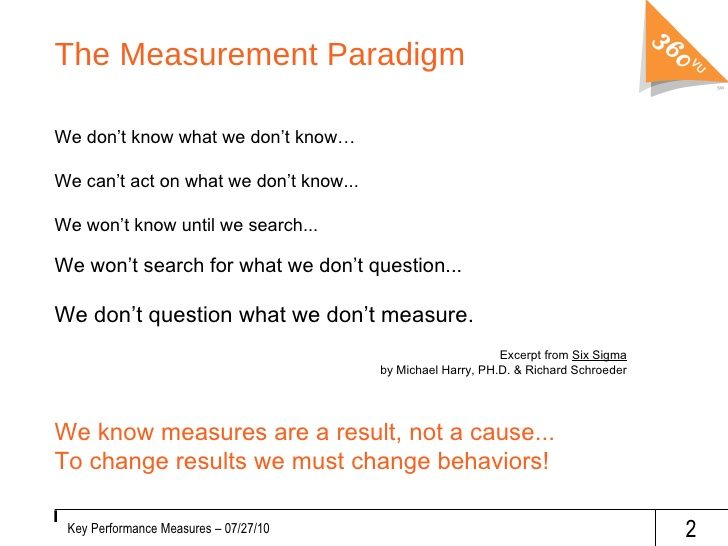 The Measurement Paradigm
360 VU
SM
We don’t know what we don’t know…
We can’t act on what we don’t know...
We won’t know until we search...
We won’t search for what we don’t question...
We don’t question what we don’t measure.
Excerpt from Six Sigma
by Michael Harry, PH.D. & Richard Schroeder
We know measures are a result, not a cause...
To change results we must change behaviors!
Key Performance Measures – 07/27/10
2